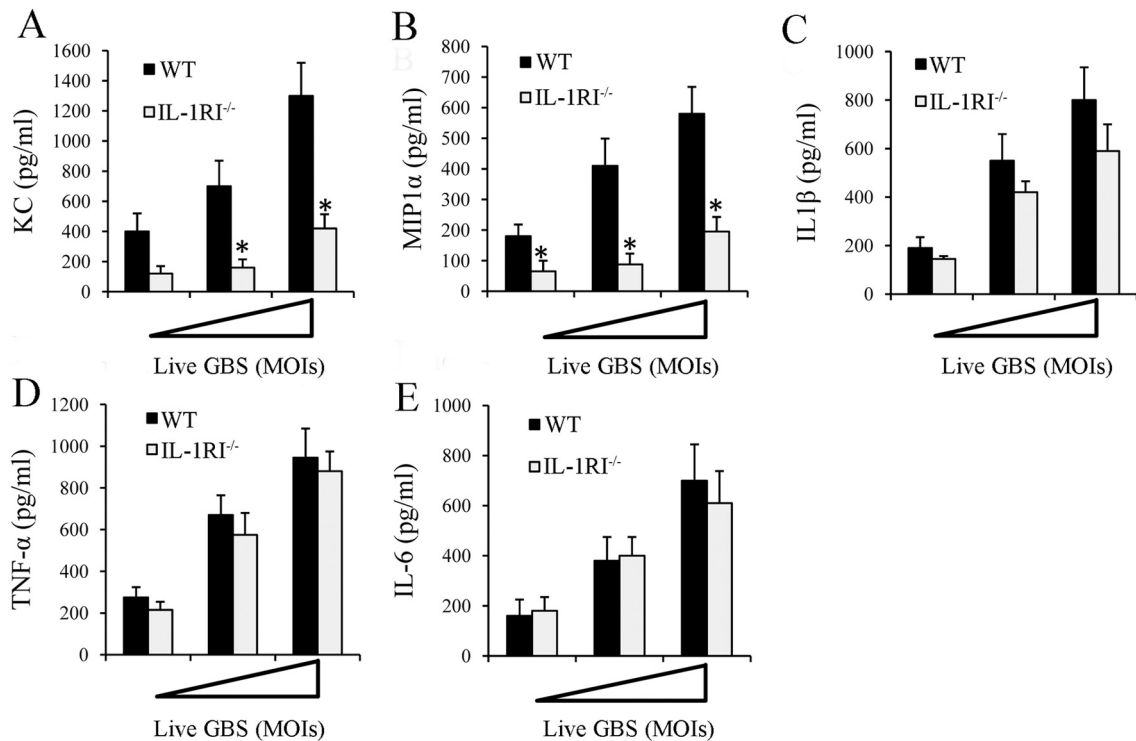 A
KC (pg/ml)
1600
1400
1200
1000
800
600
400
200
0
WT
IL-1RI-/-
*
*
Live GBS (MOIs)
B
MIP1α (pg/ml)
800
700
600
500
400
300
200
100
0
WT
IL-1RI-/-
*
*
*
Live GBS (MOIs)
C
IL1β (pg/ml)
1000
800
600
400
200
0
WT
IL-1RI-/-
Live GBS (MOIs)
D
TNF-α (pg/ml)
1200
1000
800
600
400
200
0
WT
IL-1RI-/-
Live GBS (MOIs)
E
IL-6 (pg/ml)
1000
800
600
400
200
0
WT
IL-1RI-/-
Live GBS (MOIs)